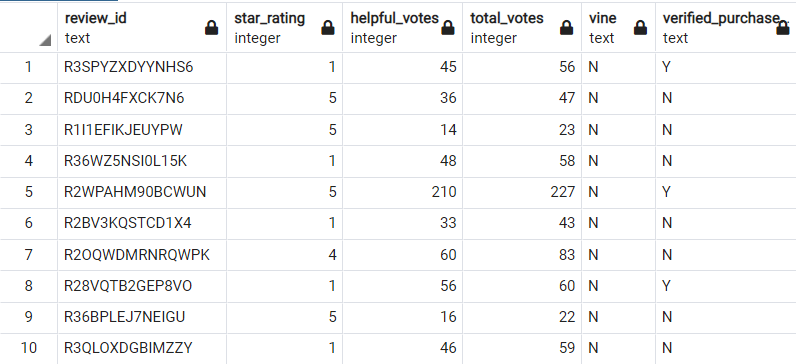 review_id star_rating helpful_votes total_votes vine verified_purchase
text integer integer integer text text
1 R3SPYZXDYYNHS6 1 45 56 N Y
2 RDU0H4FXCK7N6 5 36 47 N N
3 R1I1EFIKJEUYPW 5 14 23 N N
4 R36WZ5NSI0L15K 1 48 58 N N
5 R2WPAHM90BCWUN 5 210 227 N Y
6 R2BV3KQSTCD1X4 1 33 43 N N
7 R2OQWDMRNRQWPK 4 60 83 N N
8 R28VQTB2GEP8VO 1 56 60 N Y
9 R36BPLEJ7NEIGU 5 16 22 N N
10 R3QLOXDGBIMZZY 1 46 59 N N